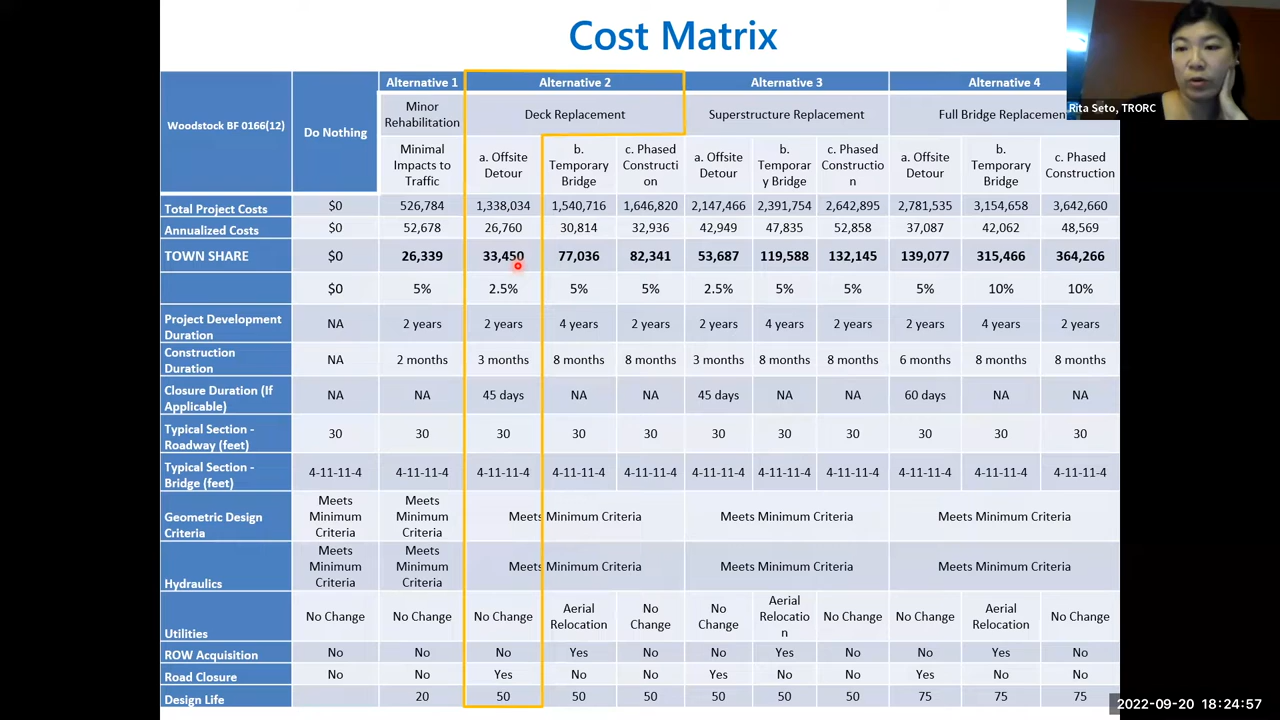 Cost Matrix
Rita Seto, TRORC
Woodstock BF 0166(12)
Do Nothing
Alternative 1
Alternative 2
Alternative 3
Alternative 4
Minor
Rehabilitation
Deck Replacement
Superstructure Replacement
Full Bridge Replacemen
Minimal
Impacts to
Traffic
a. Offsite
Detour
b.
Temporary
Bridge
c. Phased
Constructi
on
a. Offsite
Detour
b.
Temporar
y Bridge
c. Phased
Constructio
n
a. Offsite
Detour
b.
Temporary
Bridge
c. Phased
Construction
Total Project Costs $0 526,784 1,338,034 1,540,716 1,646,820 2,147,466 2,391,754 2,642,895 2,781,535 3,154,658 3,642,660
Annualized Costs $0 52,678 26,760 30,814 32,936 42,949 47,835 52,858 37,087 42,062 48,569
TOWN SHARE $0 26,339 33,450 77,036 82,341 53,687 119,588 132,145 139,077 315,466 364,266
$0 5% 2.5% 5% 5% 2.5% 5% 5% 5% 10% 10%
Project Development
Duration
NA 2 years 2 years 4 years 2 years 2 years 4 years 2 years 2 years 4 years 2 years
Construction
Duration
NA 2 months 3 months 8 months 8 months 3 months 8 months 8 months 6 months 8 months 8 months
Closure Duration (If
Applicable)
NA NA 45 days NA NA 45 days NA NA 60 days NA NA
Typical Section -
Roadway (feet)
30 30 30 30 30 30 30 30 30 30 30
Typical Section -
Bridge (feet)
4-11-11-4 4-11-11-4 4-11-11-4 4-11-11-4 4-11-11-4 4-11-11-4 4-11-11-4 4-11-11-4 4-11-11-4 4-11-11-4 4-11-11-4
Geometric Design
Criteria
Meets
Minimum
Criteria
Meets
Minimum
Criteria
Meets Minimum Criteria
Meets Minimum Criteria
Meets Minimum Criteria
Hydraulics
Meets
Minimum
Criteria
Meets
Minimum
Criteria
Meets Minimum Criteria
Meets Minimum Criteria
Meets Minimum Criteria
Utilities
No Change
No Change
No Change
Aerial
Relocation
No
Change
No
Change
Aerial
Relocatio
n
No Change
No Change
Aerial
Relocation
No
Change
ROW Acquisition No No No Yes No No Yes No No Yes No
Road Closure No No Yes No No Yes No No Yes No No
Design Life 20 50 50 50 50 50 50 75 75 75
2022-09-20 18:24:57